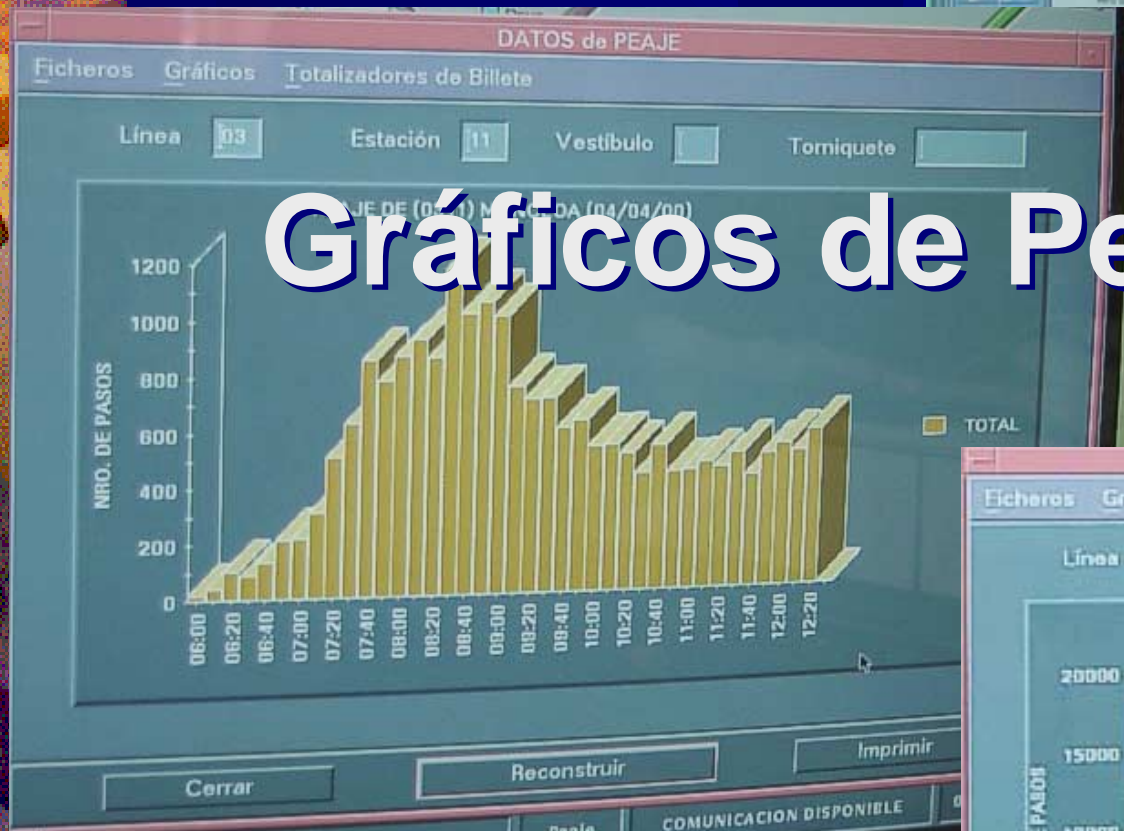 DATOS de PEAJE
Ficheros Gráficos Totalizadores de Billete
Línea 03 Estación 11 Vestíbulo Torniquete
DA (04/04/00)
Gráficos de Pe
1200
1000
800
600
400
200
0
NRO. DE PASOS
TOTAL
06:00 06:20 06:40 07:00 07:20 07:40 08:00 08:20 08:40 09:00 09:20 09:40 10:00 10:20 10:40 11:00 11:20 11:40 12:00 12:20
Cerrar Reconstruir Imprimir
COMUNICACION DISPONIBLE
Ficheros
Línea
20000
15000
PASOS